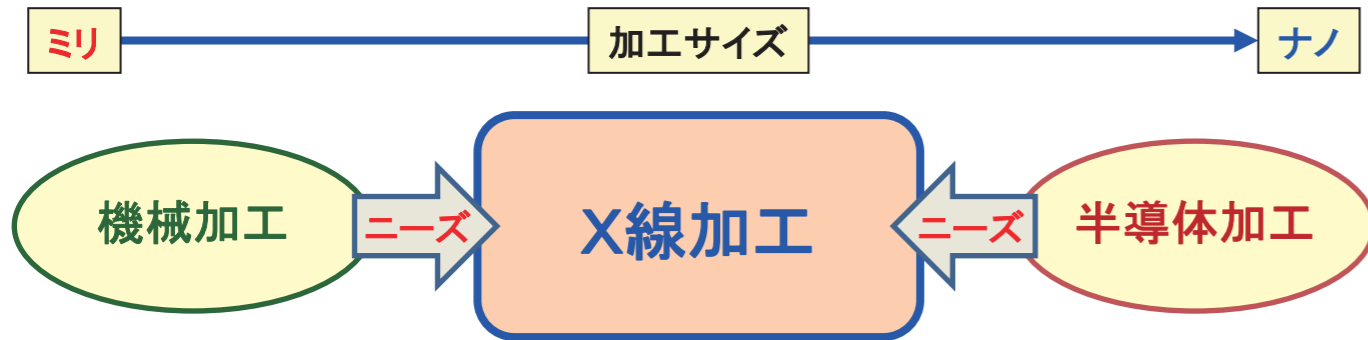 ミリ
加工サイズ
ナノ
機械加工
ニーズ
X線加工
ニーズ
半導体加工